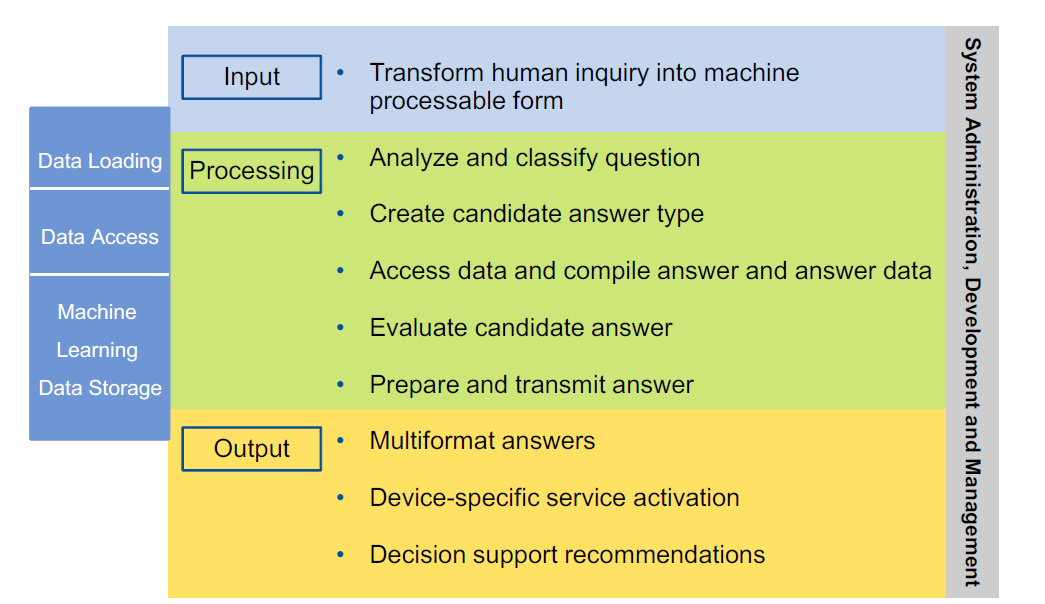 Input
• Transform human inquiry into machine
processable form
Data Loading
Data Access
Machine
Learning
Data Storage
Processing
• Analyze and classify question
• Create candidate answer type
• Access data and compile answer and answer data
• Evaluate candidate answer
• Prepare and transmit answer
Output
• Multiformat answers
• Device-specific service activation
• Decision support recommendations
System Administration, Development and Management